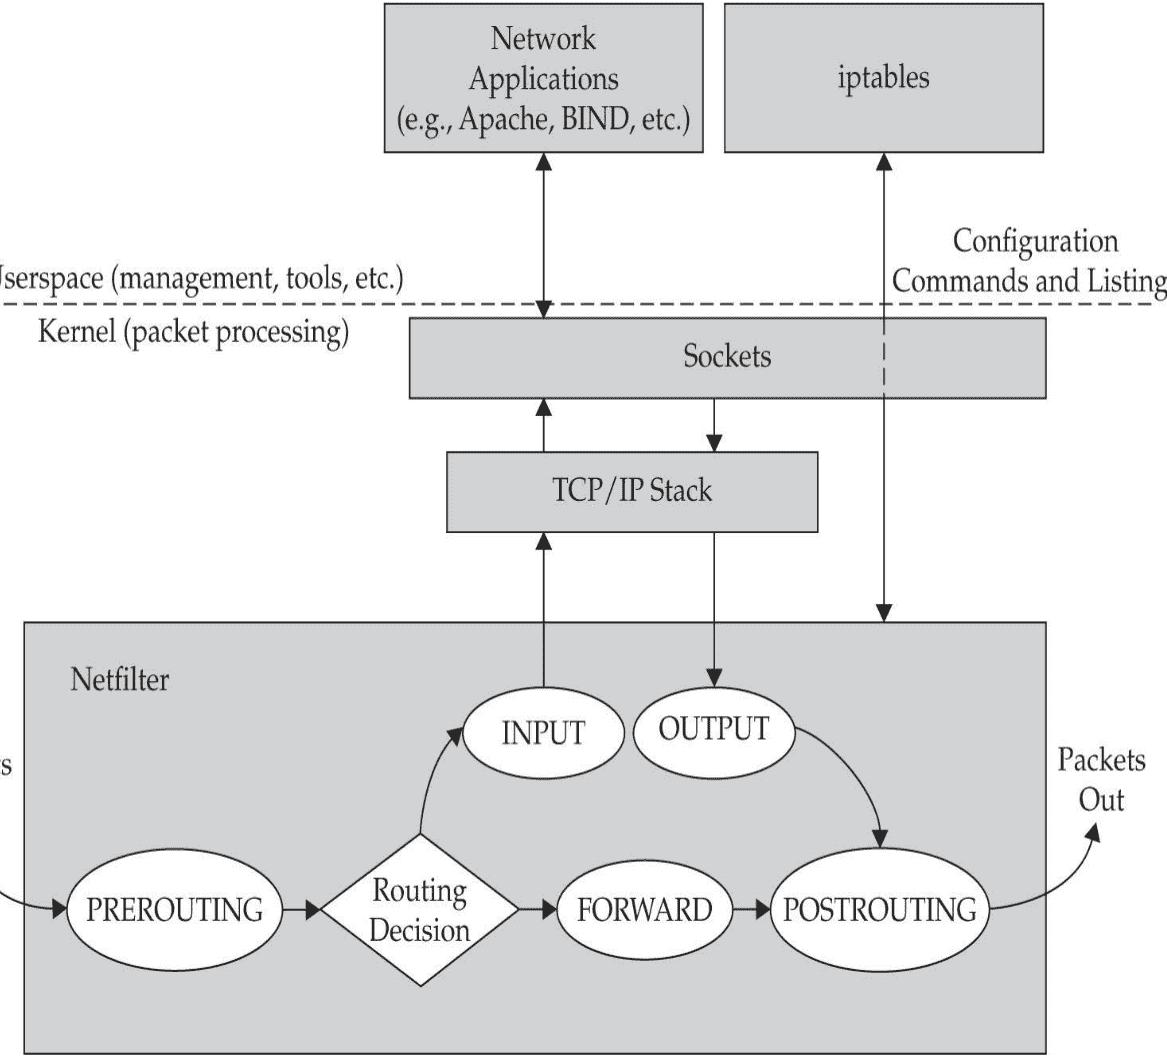 Network
Applications
(e.g., Apache, BIND, etc.)
iptables
Configuration
Commands and Listing
(management, tools, etc.)
Kernel (packet processing)
Sockets
TCP/IP Stack
Netfilter
INPUT
OUTPUT
Packets
Out
PREROUTING
Routing
Decision
FORWARD
POSTROUTING